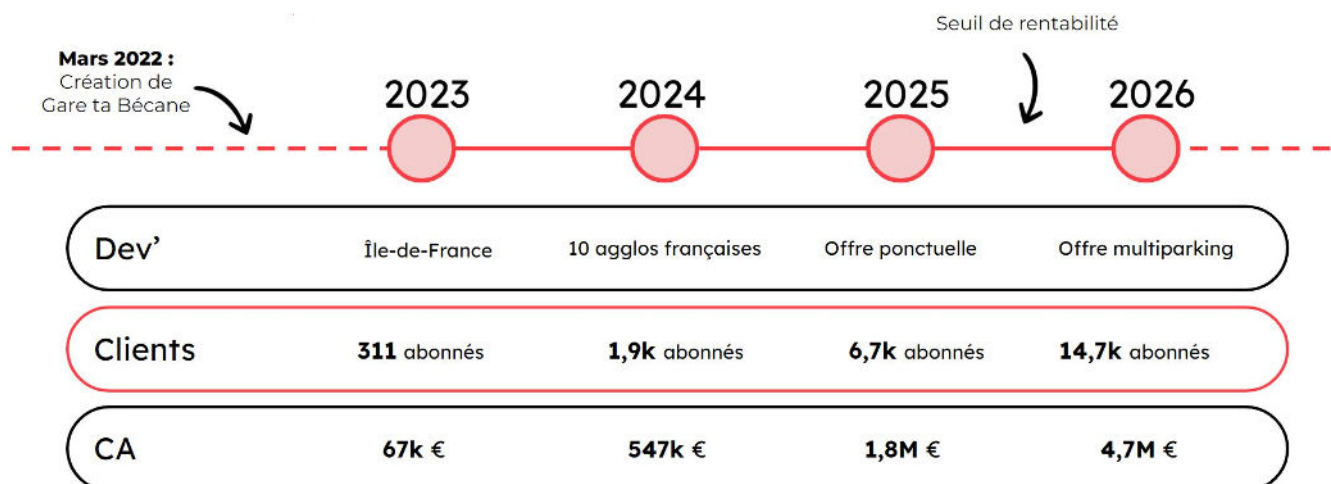 Seuil de rentabilité
Mars 2022 :
Création de
Gare ta Bécane
2023 2024 2025 2026
Dev’ Île-de-France 10 agglos françaises Offre ponctuelle Offre multiparking
Clients 311 abonnés 1,9k abonnés 6,7k abonnés 14,7k abonnés
CA 67k € 547k € 1,8M € 4,7M €